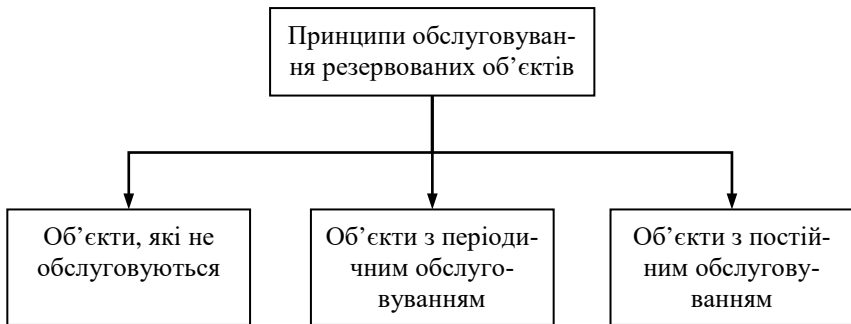 Принципи обслуговуван-
ня резервованих об’єктів
Об’єкти, які не
обслуговуються
Об’єкти з періоди-
чним обслуго-
вуванням
Об’єкти з постій-
ним обслугову-
ванням